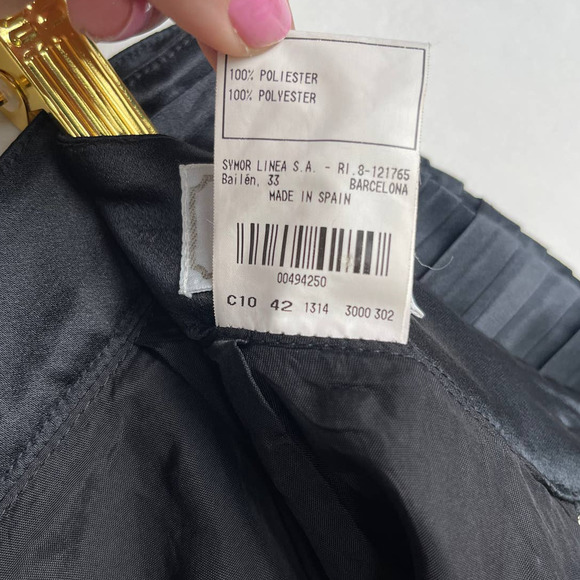 100% POLIESTER
100% POLYESTER
SYMOR LINEA S.A. - RI.8-121765
Bailén, 33 BARCELONA
MADE IN SPAIN
00494250
C10 42 1314 3000 302